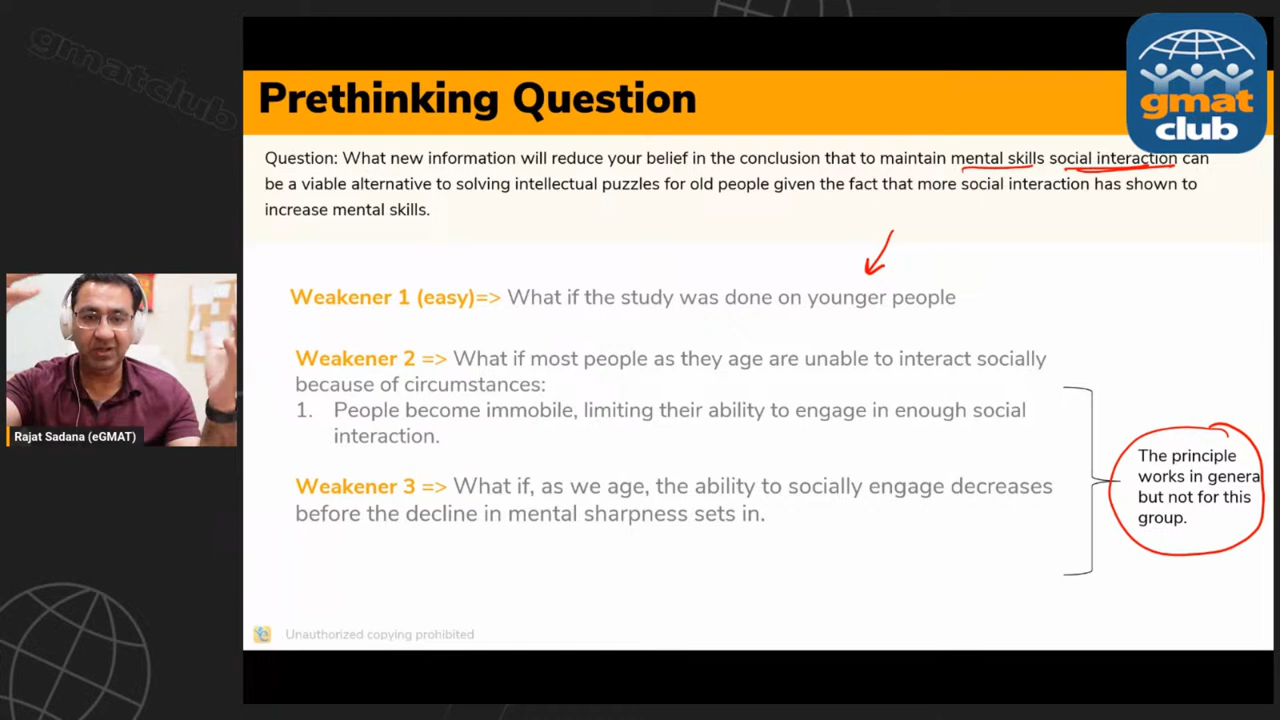 gmatclub
gmat
club
Prethinking Question
Question: What new information will reduce your belief in the conclusion that to maintain mental skills social interaction can
be a viable alternative to solving intellectual puzzles for old people given the fact that more social interaction has shown to
increase mental skills.
Weakener 1 (easy)=> What if the study was done on younger people
Weakener 2 => What if most people as they age are unable to interact socially
because of circumstances:
1. People become immobile, limiting their ability to engage in enough social
interaction.
Weakener 3 => What if, as we age, the ability to socially engage decreases
before the decline in mental sharpness sets in.
The principle
works in genera
but not for this
group.
Rajat Sadana (eGMAT)
Unauthorized copying prohibited